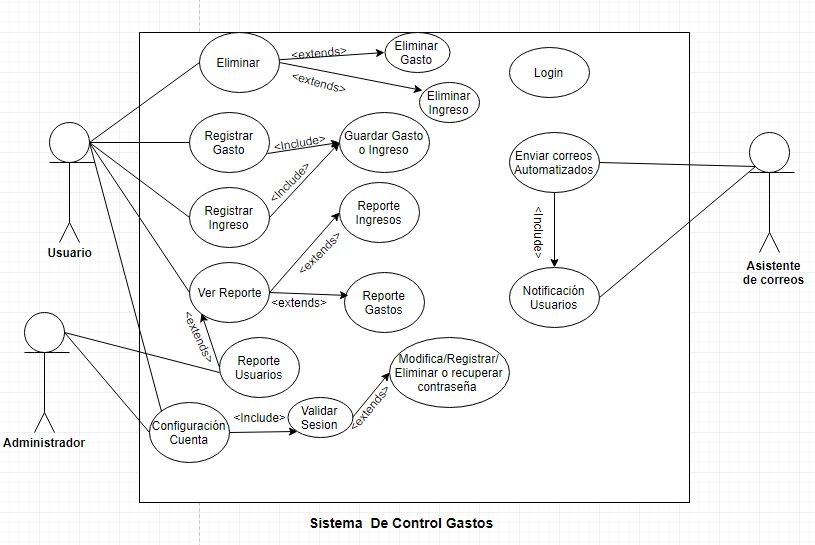 Eliminar
<extends>
Eliminar
Gasto
<extends>
Eliminar
Ingreso
Login
Registrar
Gasto
<Include>
Guardar Gasto
o Ingreso
Enviar correos
Automatizados
Registrar
Ingreso
<Include>
Reporte
Ingresos
<Include>
Usuario
Asistente
de correos
Ver Reporte
<extends>
<extends>
Reporte
Gastos
Notificación
Usuarios
<extends>
Reporte
Usuarios
Modifica/Registrar/
Eliminar o recuperar
contraseña
Administrador
Configuración
Cuenta
<Include>
Validar
Sesion
<extends>
Sistema De Control Gastos